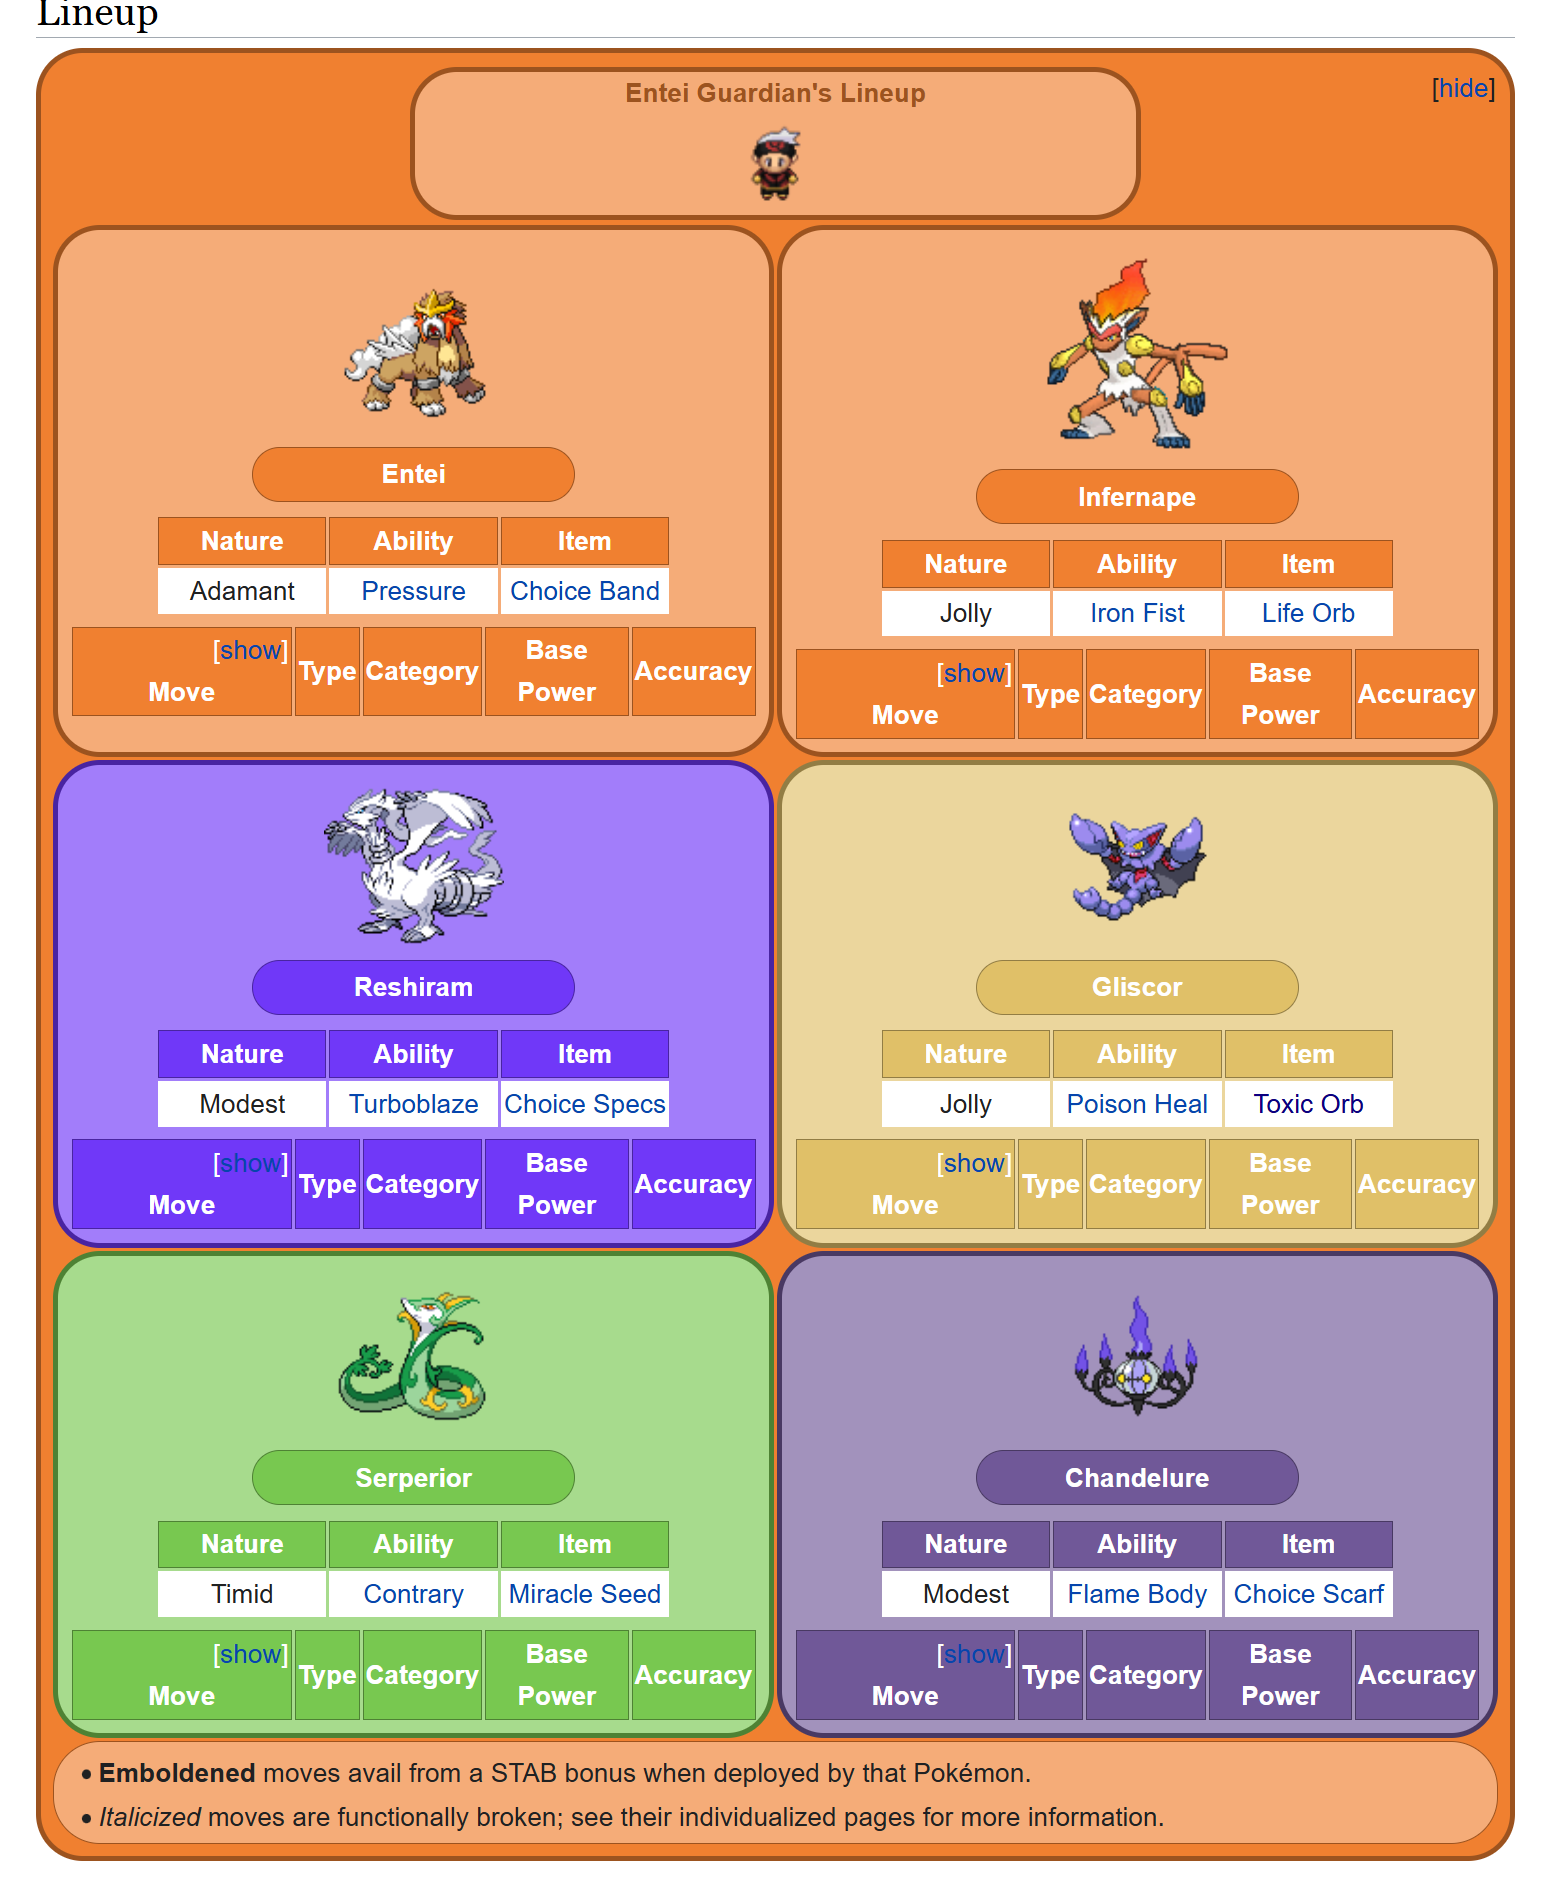 Lineup
Entei Guardian's Lineup
[hide]
Entei
Nature Ability Item
Adamant Pressure Choice Band
[show]
Move Type Category Base Power Accuracy
Infernape
Nature Ability Item
Jolly Iron Fist Life Orb
[show]
Move Type Category Base Power Accuracy
Reshiram
Nature Ability Item
Modest Turboblaze Choice Specs
[show]
Move Type Category Base Power Accuracy
Gliscor
Nature Ability Item
Jolly Poison Heal Toxic Orb
[show]
Move Type Category Base Power Accuracy
Serperior
Nature Ability Item
Timid Contrary Miracle Seed
[show]
Move Type Category Base Power Accuracy
Chandelure
Nature Ability Item
Modest Flame Body Choice Scarf
[show]
Move Type Category Base Power Accuracy
• Emboldened moves avail from a STAB bonus when deployed by that Pokémon.
• Italicized moves are functionally broken; see their individualized pages for more information.